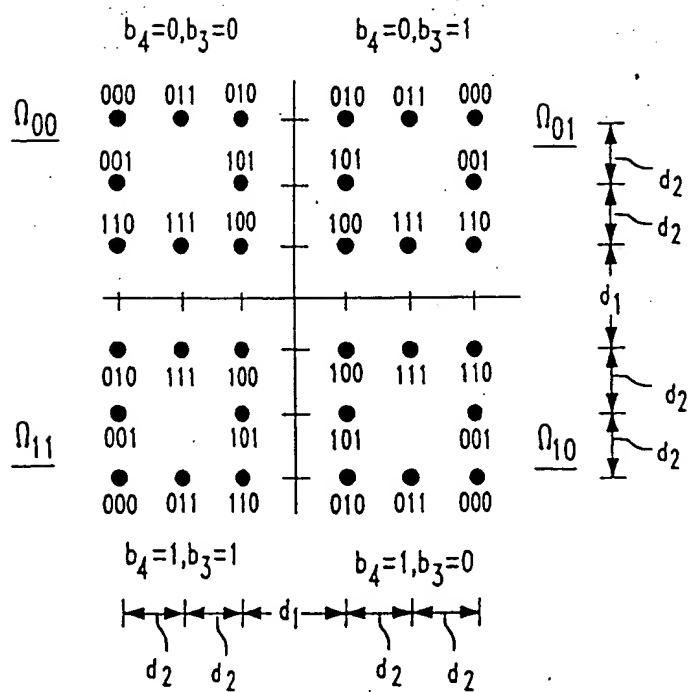 b₄=0,b₃=0 b₄=0,b₃=1
000 011 010 010 011 000
Ω₀₀ Ω₀₁
001 101 101 001
d₂
110 111 100 100 111 110
d₂
d₁
010 111 100 100 111 110
d₂
Ω₁₁ 001 101 101 001 Ω₁₀
d₂
000 011 110 010 011 000
b₄=1,b₃=1 b₄=1,b₃=0
d₁
d₂ d₂ d₂ d₂